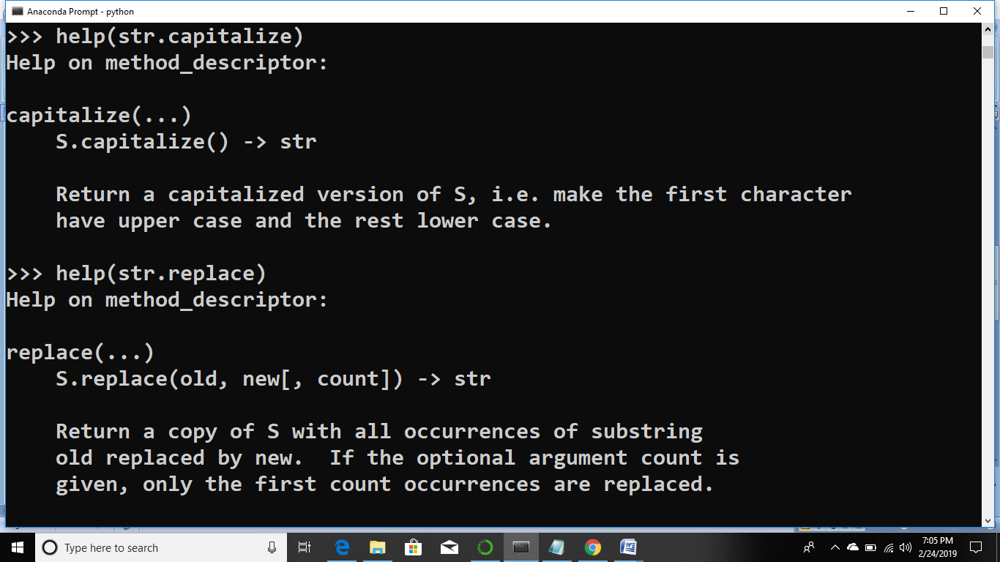 Anaconda Prompt - python
>>> help(str.capitalize)
Help on method_descriptor:
capitalize(...)
S.capitalize() -> str
Return a capitalized version of S, i.e. make the first character
have upper case and the rest lower case.
>>> help(str.replace)
Help on method_descriptor:
replace(...)
S.replace(old, new[, count]) -> str
Return a copy of S with all occurrences of substring
old replaced by new.  If the optional argument count is
given, only the first count occurrences are replaced.
Type here to search
7:05 PM
2/24/2019